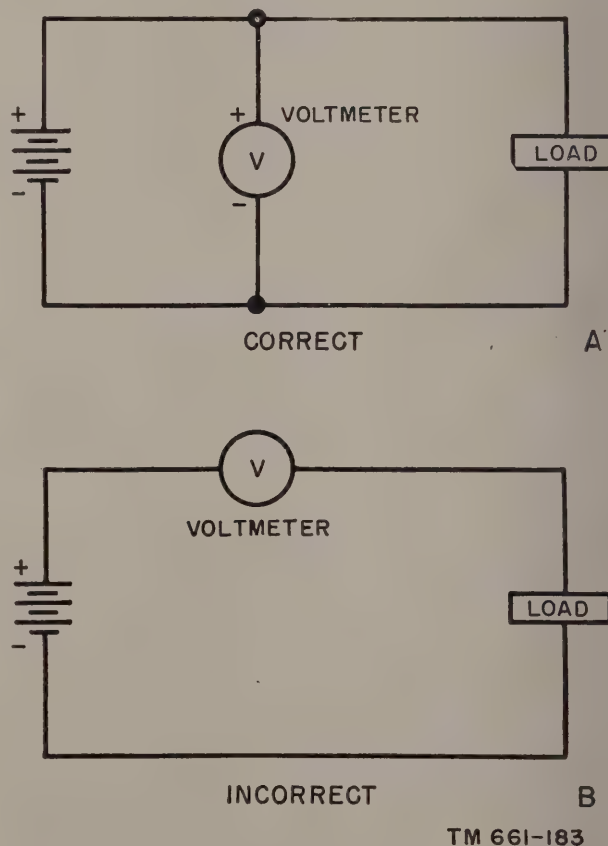 + VOLTMETER
+
V
LOAD
-
-
CORRECT
A
V
VOLTMETER
+
LOAD
-
INCORRECT
B
TM 661-183